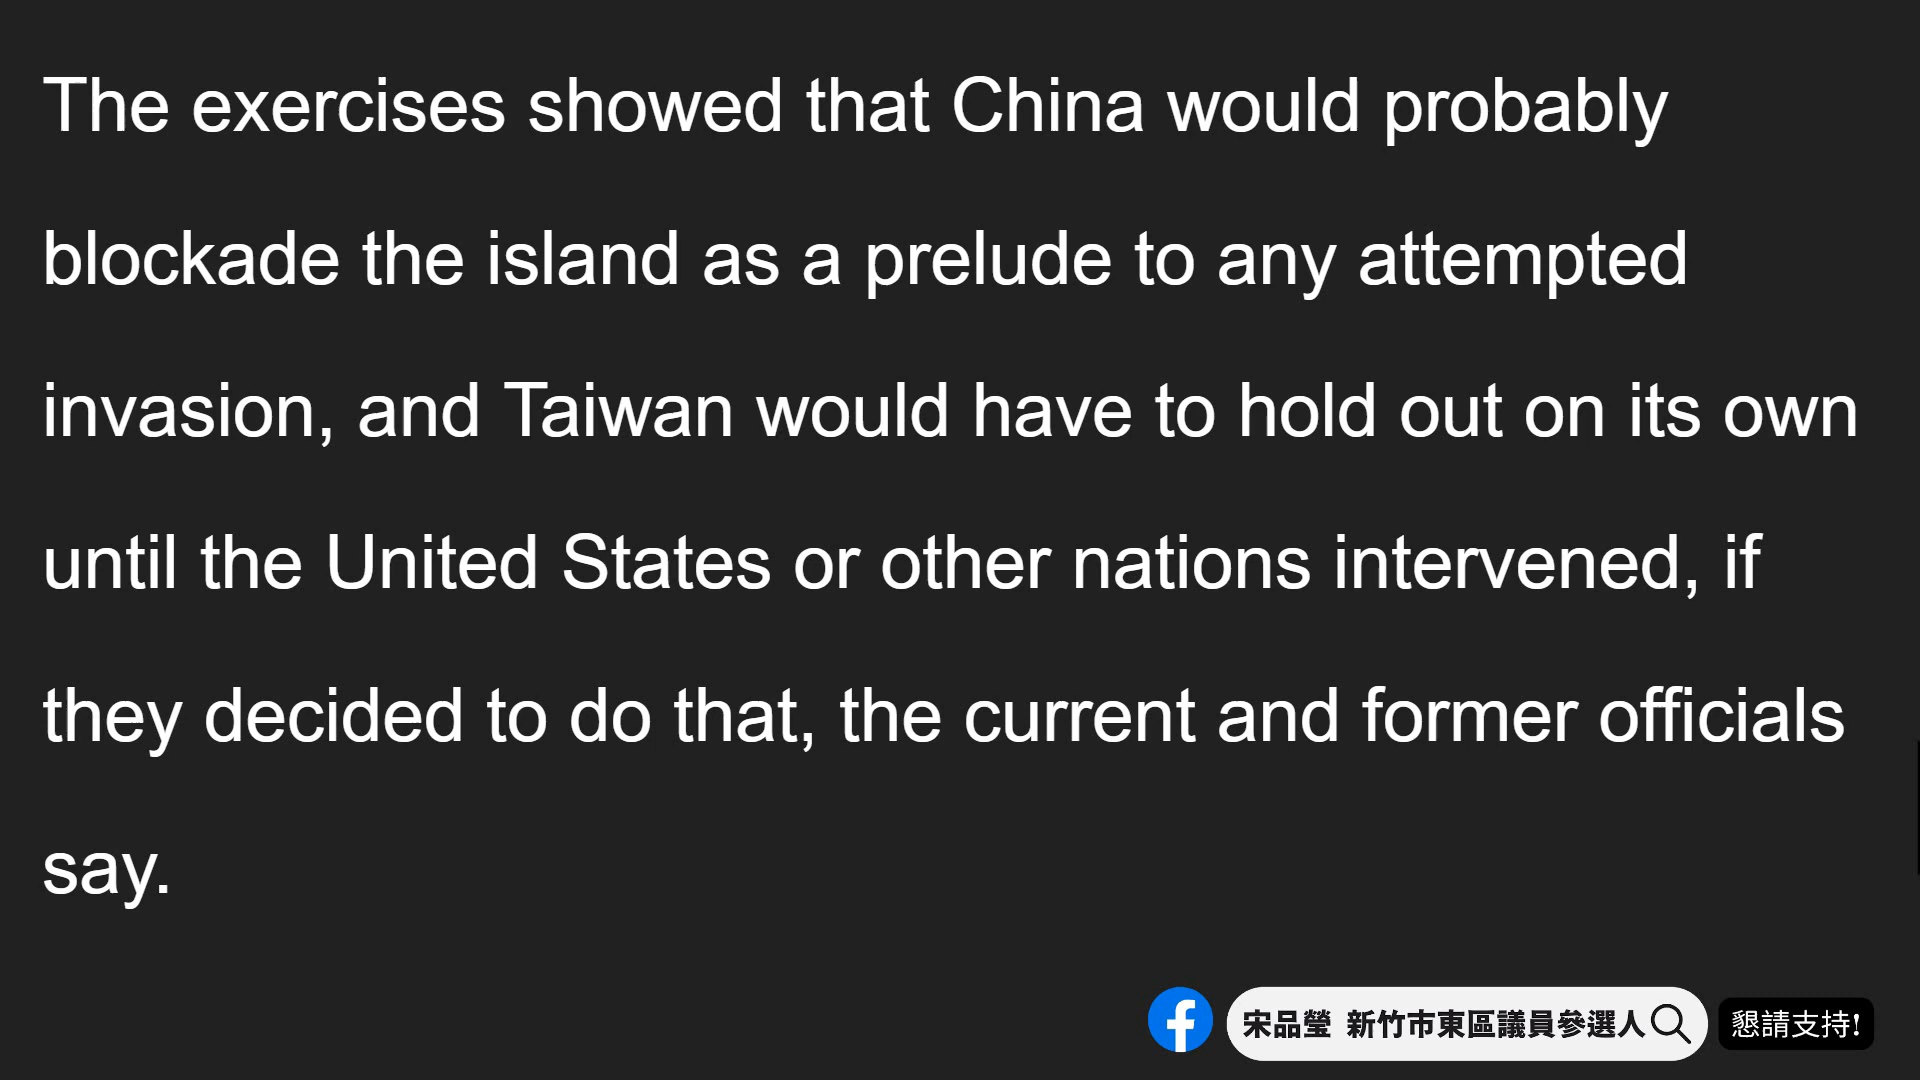 The exercises showed that China would probably
blockade the island as a prelude to any attempted
invasion, and Taiwan would have to hold out on its own
until the United States or other nations intervened, if
they decided to do that, the current and former officials
say.
宋品瑩 新竹市東區議員參選人
懇請支持!